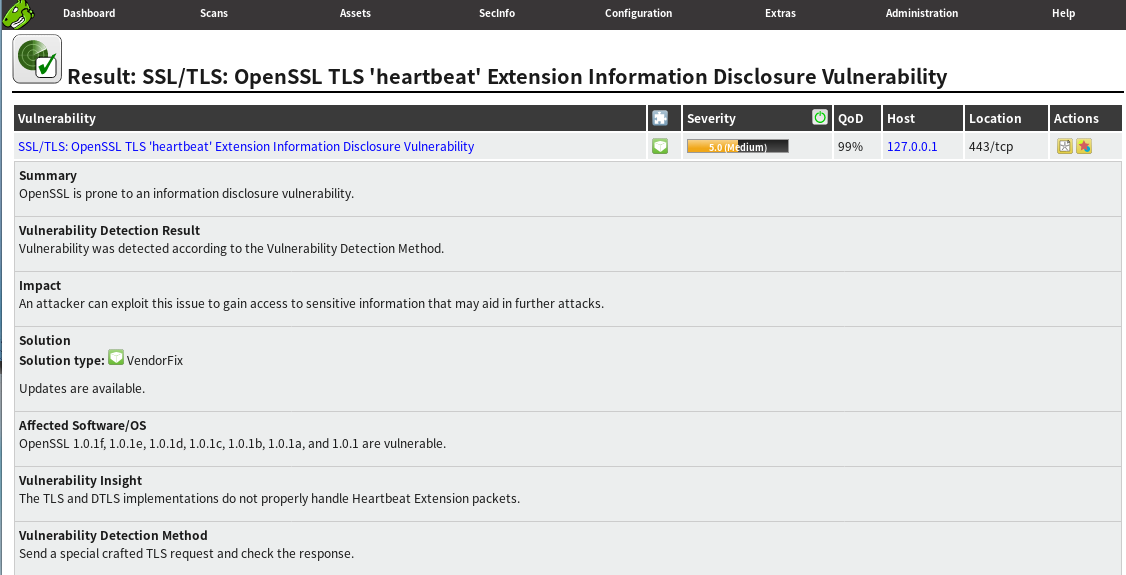 Dashboard Scans Assets SecInfo Configuration Extras Administration Help
Result: SSL/TLS: OpenSSL TLS 'heartbeat' Extension Information Disclosure Vulnerability
Vulnerability Severity QoD Host Location Actions
SSL/TLS: OpenSSL TLS 'heartbeat' Extension Information Disclosure Vulnerability 5.0 (Medium) 99% 127.0.0.1 443/tcp
Summary
OpenSSL is prone to an information disclosure vulnerability.
Vulnerability Detection Result
Vulnerability was detected according to the Vulnerability Detection Method.
Impact
An attacker can exploit this issue to gain access to sensitive information that may aid in further attacks.
Solution
Solution type: VendorFix
Updates are available.
Affected Software/OS
OpenSSL 1.0.1f, 1.0.1e, 1.0.1d, 1.0.1c, 1.0.1b, 1.0.1a, and 1.0.1 are vulnerable.
Vulnerability Insight
The TLS and DTLS implementations do not properly handle Heartbeat Extension packets.
Vulnerability Detection Method
Send a special crafted TLS request and check the response.